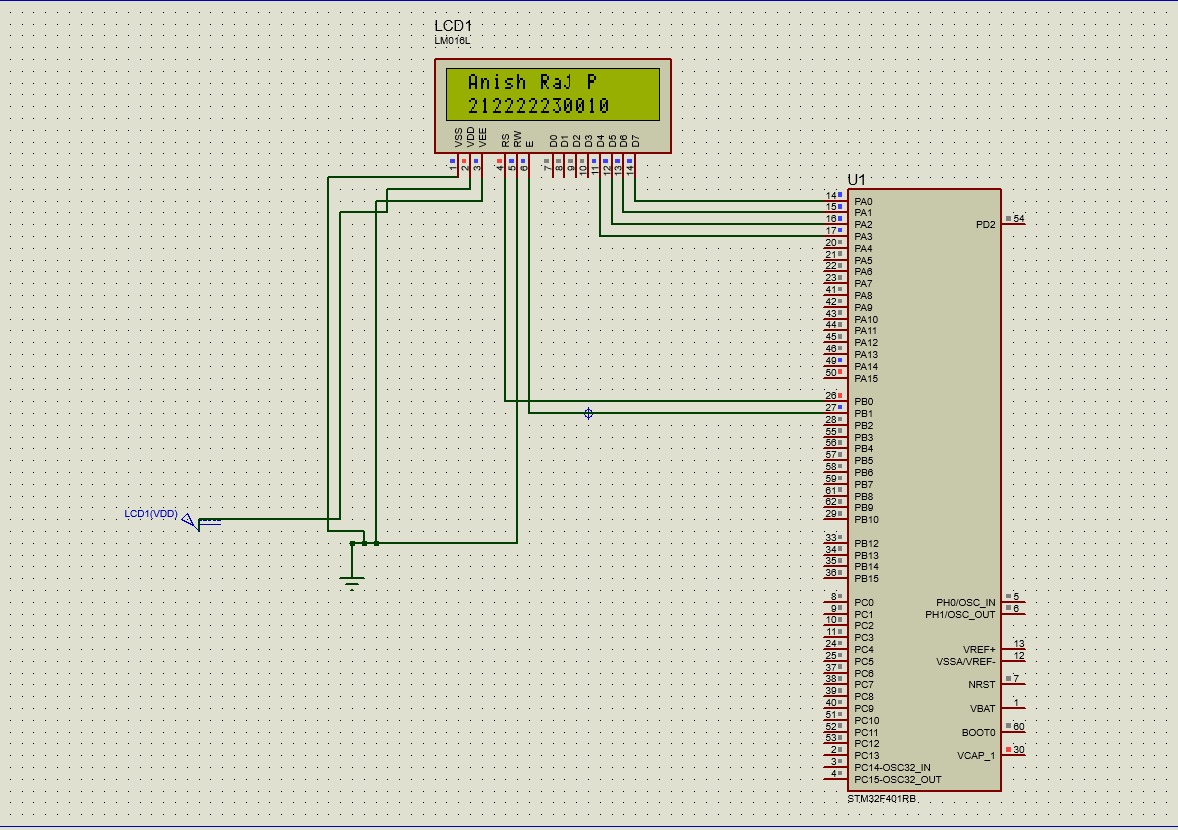 LCD1
LM016L
Anish Raj P
212222230010
VSS VDD VEE RS RW E D0 D1 D2 D3 D4 D5 D6 D7
1 2 3 4 5 6 7 8 9 10 11 12 13 14
U1
14 PA0
15 PA1
16 PA2
17 PA3
20 PA4
21 PA5
22 PA6
23 PA7
41 PA8
42 PA9
43 PA10
44 PA11
45 PA12
46 PA13
49 PA14
50 PA15
26 PB0
27 PB1
28 PB2
55 PB3
56 PB4
57 PB5
58 PB6
59 PB7
61 PB8
62 PB9
29 PB10
33 PB12
34 PB13
35 PB14
36 PB15
8 PC0
9 PC1
10 PC2
11 PC3
24 PC4
25 PC5
37 PC6
38 PC7
39 PC8
40 PC9
51 PC10
52 PC11
53 PC12
2 PC13
3 PC14-OSC32_IN
4 PC15-OSC32_OUT
PD2 54
PH0/OSC_IN 5
PH1/OSC_OUT 6
VREF+ 13
VSSA/VREF- 12
NRST 7
VBAT 1
BOOT0 60
VCAP_1 30
STM32F401RB
LCD1(VDD)